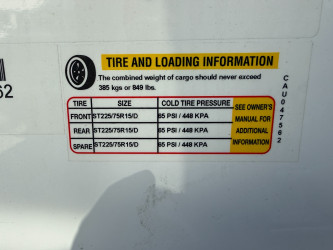 TIRE AND LOADING INFORMATION
The combined weight of cargo should never exceed
385 kgs or 849 lbs.
TIRE SIZE COLD TIRE PRESSURE
FRONT ST225/75R15/D 65 PSI / 448 KPA
REAR ST225/75R15/D 65 PSI / 448 KPA
SPARE ST225/75R15/D 65 PSI / 448 KPA
SEE OWNER'S
MANUAL FOR
ADDITIONAL
INFORMATION
CAU047562
62